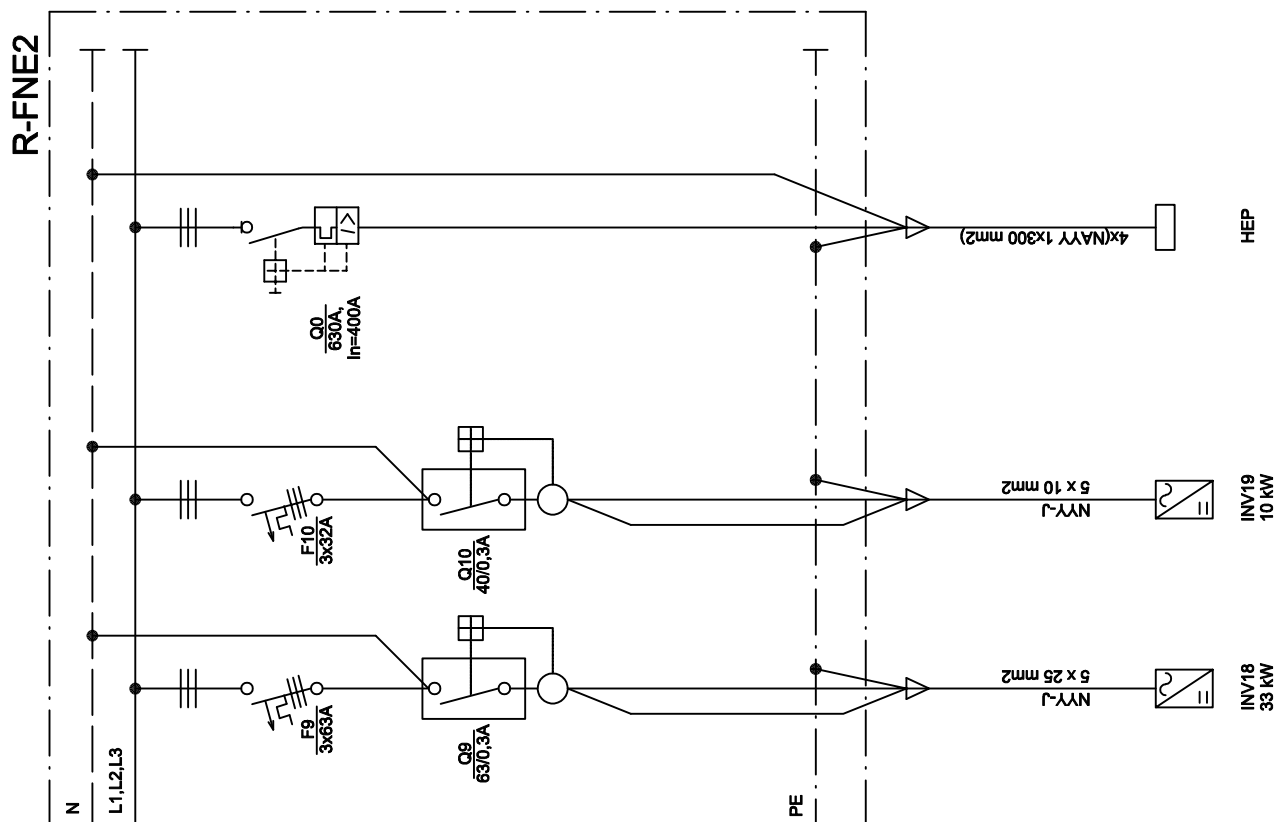 R-FNE2
N
L1,L2,L3
PE
F9
3x63A
Q9
63/0,3A
NYY-J
5 x 25 mm2
INV18
33 kW
F10
3x32A
Q10
40/0,3A
NYY-J
5 x 10 mm2
INV19
10 kW
Q0
630A,
In=400A
I>
4x(NAYY 1x300 mm2)
HEP